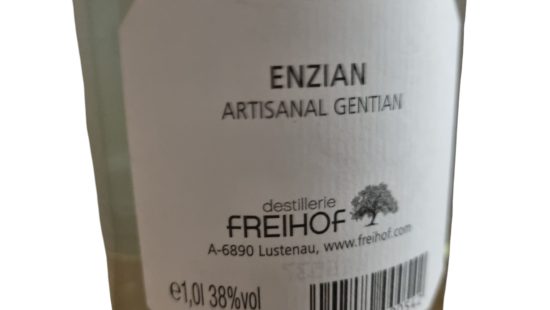 ENZIAN
ARTISANAL GENTIAN
destillerie
FREIHOF
A-6890 Lustenau, www.freihof.com
℮1,0l 38%vol